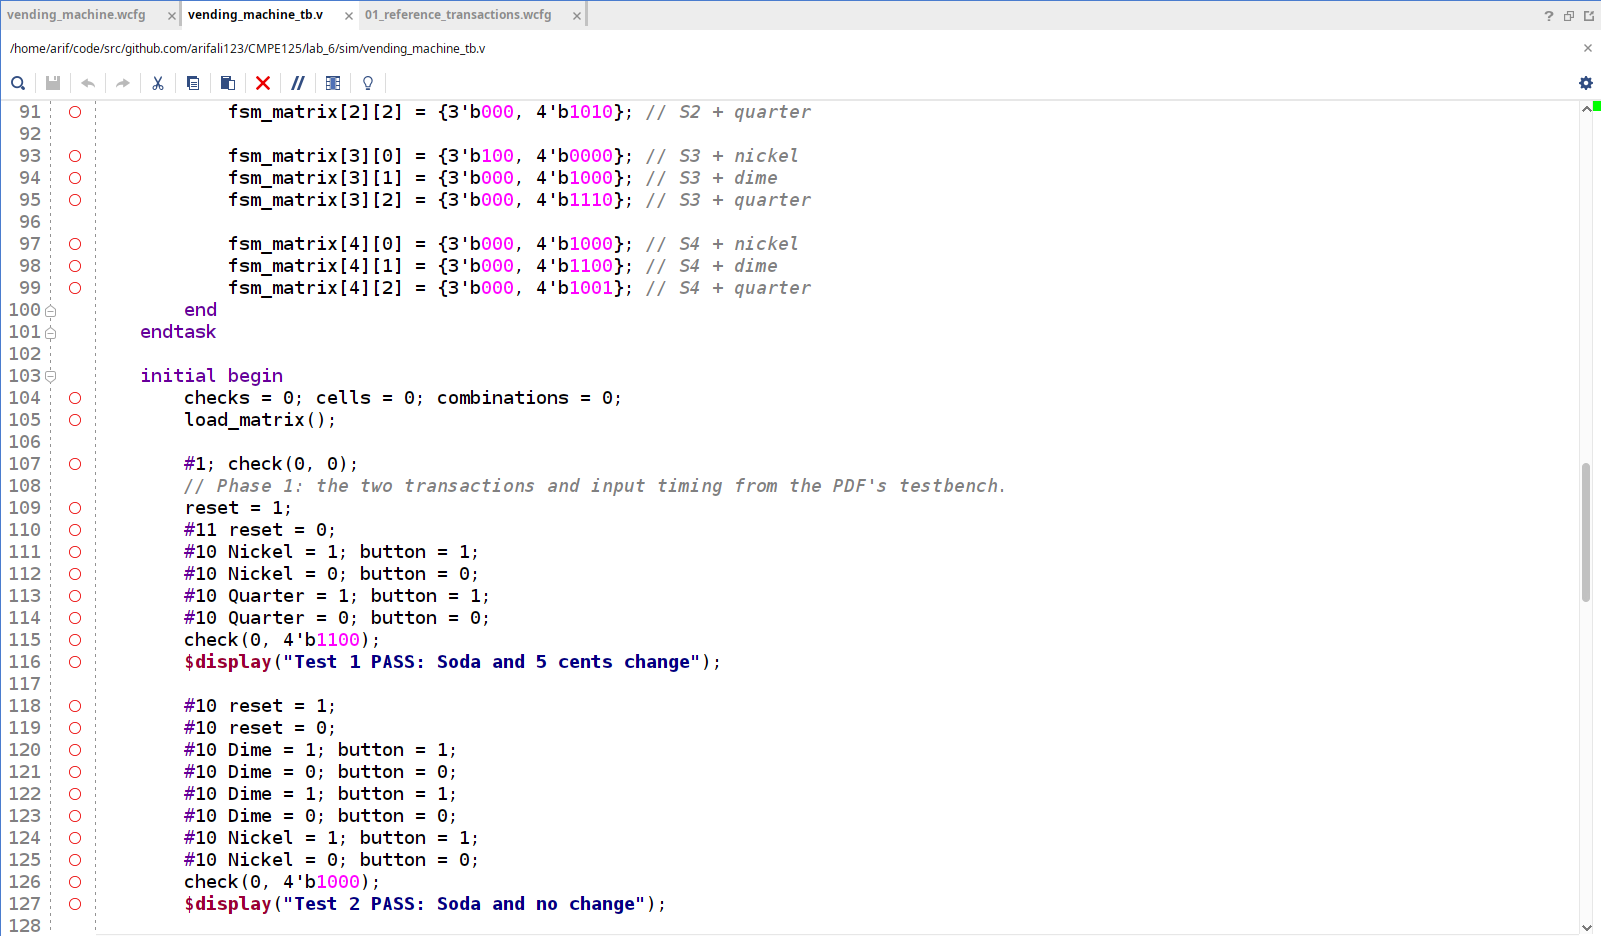 vending_machine.wcfg × vending_machine_tb.v × 01_reference_transactions.wcfg ×
/home/arif/code/src/github.com/arifali123/CMPE125/lab_6/sim/vending_machine_tb.v
91 fsm_matrix[2][2] = {3'b000, 4'b1010}; // S2 + quarter
92
93 fsm_matrix[3][0] = {3'b100, 4'b0000}; // S3 + nickel
94 fsm_matrix[3][1] = {3'b000, 4'b1000}; // S3 + dime
95 fsm_matrix[3][2] = {3'b000, 4'b1110}; // S3 + quarter
96
97 fsm_matrix[4][0] = {3'b000, 4'b1000}; // S4 + nickel
98 fsm_matrix[4][1] = {3'b000, 4'b1100}; // S4 + dime
99 fsm_matrix[4][2] = {3'b000, 4'b1001}; // S4 + quarter
100 end
101 endtask
102
103 initial begin
104 checks = 0; cells = 0; combinations = 0;
105 load_matrix();
106
107 #1; check(0, 0);
108 // Phase 1: the two transactions and input timing from the PDF's testbench.
109 reset = 1;
110 #11 reset = 0;
111 #10 Nickel = 1; button = 1;
112 #10 Nickel = 0; button = 0;
113 #10 Quarter = 1; button = 1;
114 #10 Quarter = 0; button = 0;
115 check(0, 4'b1100);
116 $display("Test 1 PASS: Soda and 5 cents change");
117
118 #10 reset = 1;
119 #10 reset = 0;
120 #10 Dime = 1; button = 1;
121 #10 Dime = 0; button = 0;
122 #10 Dime = 1; button = 1;
123 #10 Dime = 0; button = 0;
124 #10 Nickel = 1; button = 1;
125 #10 Nickel = 0; button = 0;
126 check(0, 4'b1000);
127 $display("Test 2 PASS: Soda and no change");
128